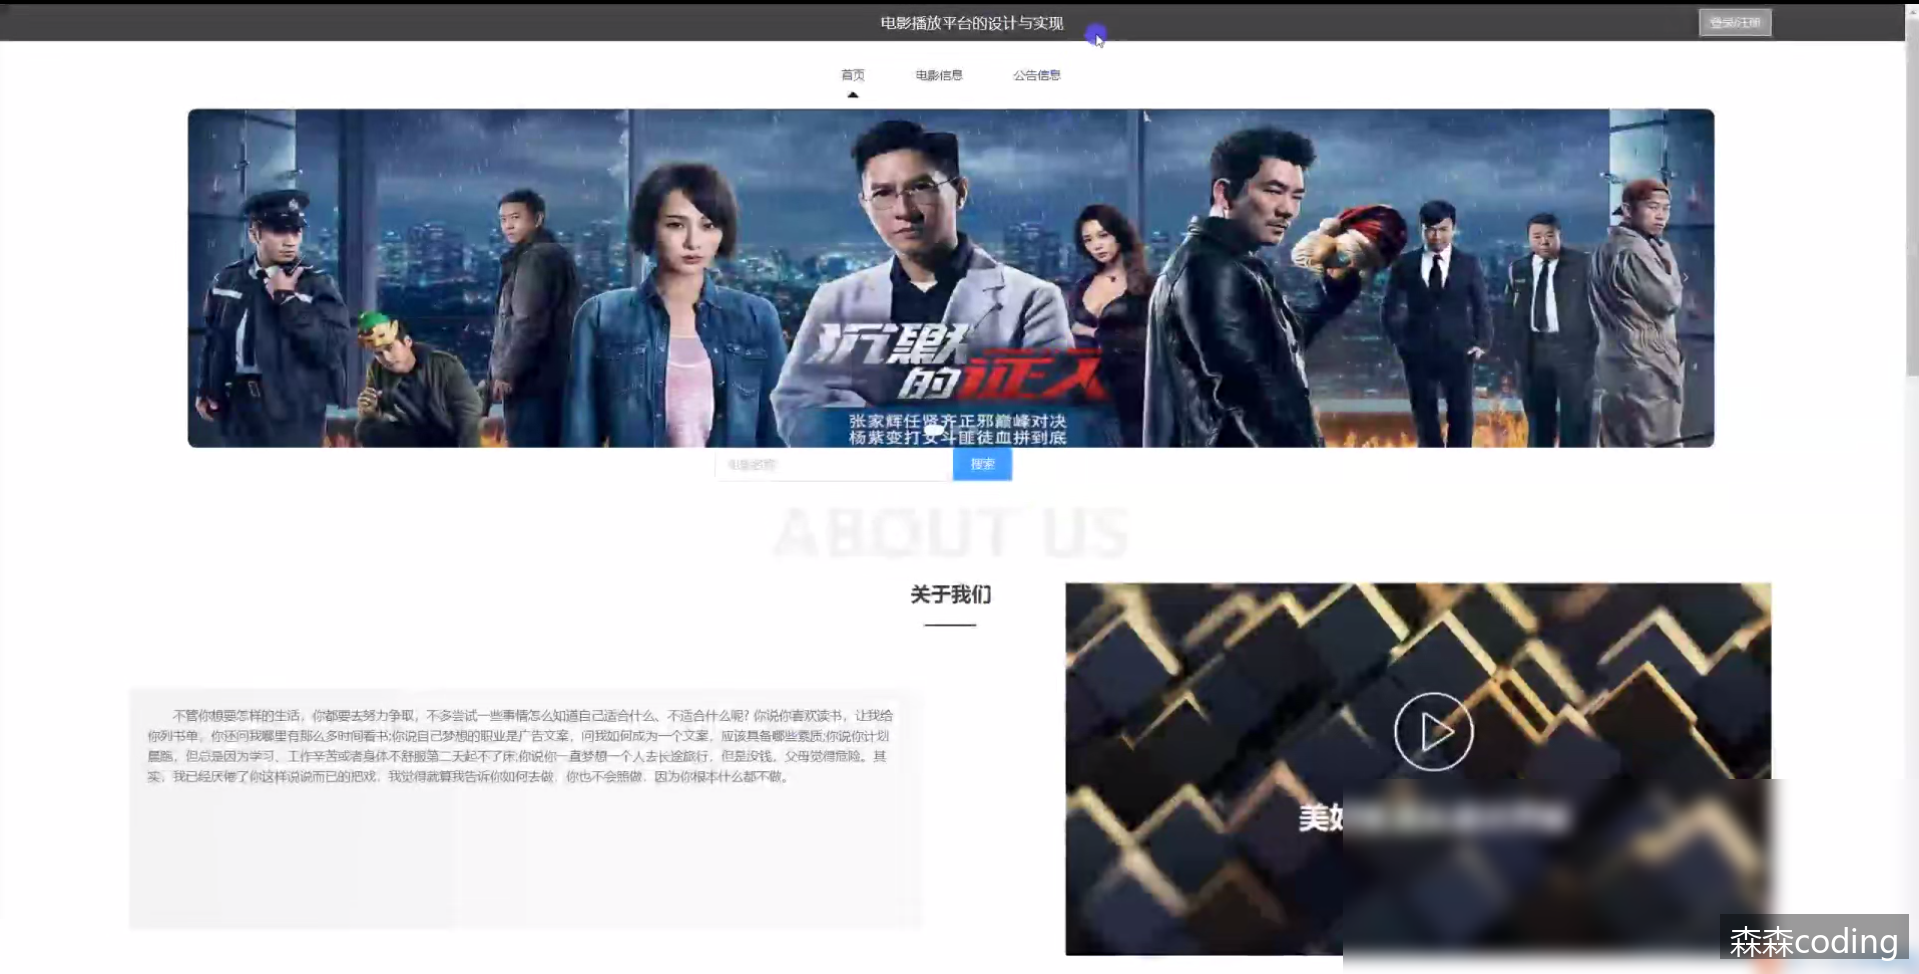 电影播放平台的设计与实现
登录/注册
首页
电影信息
公告信息
沉默
的证人
张家辉任贤齐正邪巅峰对决
杨紫变打女斗匪徒血拼到底
电影名称
搜索
ABOUT US
关于我们
不管你想要怎样的生活，你都要去努力争取，不多尝试一些事情怎么知道自己适合什么、不适合什么呢? 你说你喜欢读书，让我给
你列书单，你还问我哪里有那么多时间看书;你说自己梦想的职业是广告文案，问我如何成为一个文案，应该具备哪些素质;你说你计划
晨跑，但总是因为学习、工作辛苦或者身体不舒服第二天起不了床;你说你一直梦想一个人去长途旅行，但是没钱，父母觉得危险。其
实，我已经厌倦了你这样说说而已的把戏，我觉得就算我告诉你如何去做，你也不会照做，因为你根本什么都不做。
美
森森coding